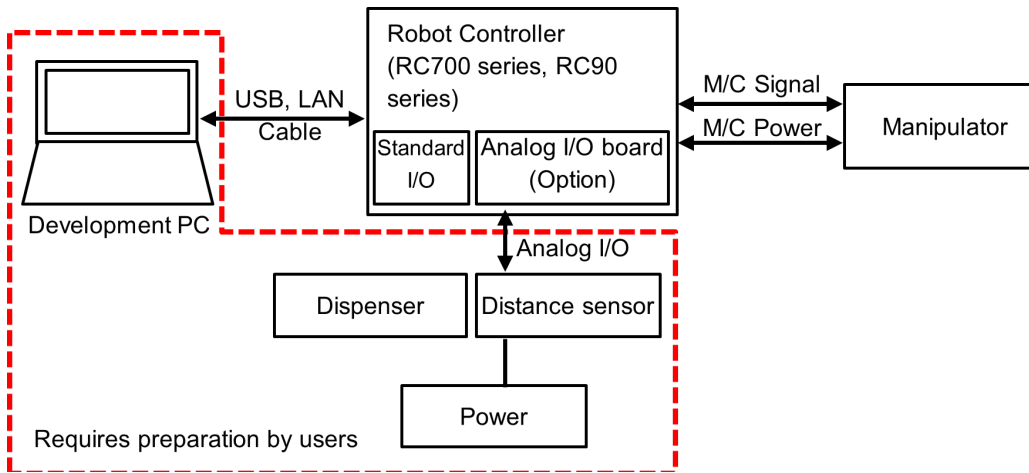 Robot Controller
(RC700 series, RC90
series)
USB, LAN
Cable
Standard
I/O
Analog I/O board
(Option)
M/C Signal
M/C Power
Manipulator
Development PC
Analog I/O
Dispenser
Distance sensor
Power
Requires preparation by users